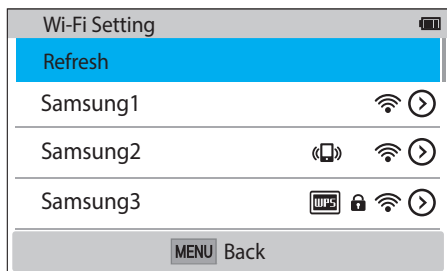 Wi-Fi Setting
Refresh
Samsung1
Samsung2
Samsung3 WPS
MENU Back